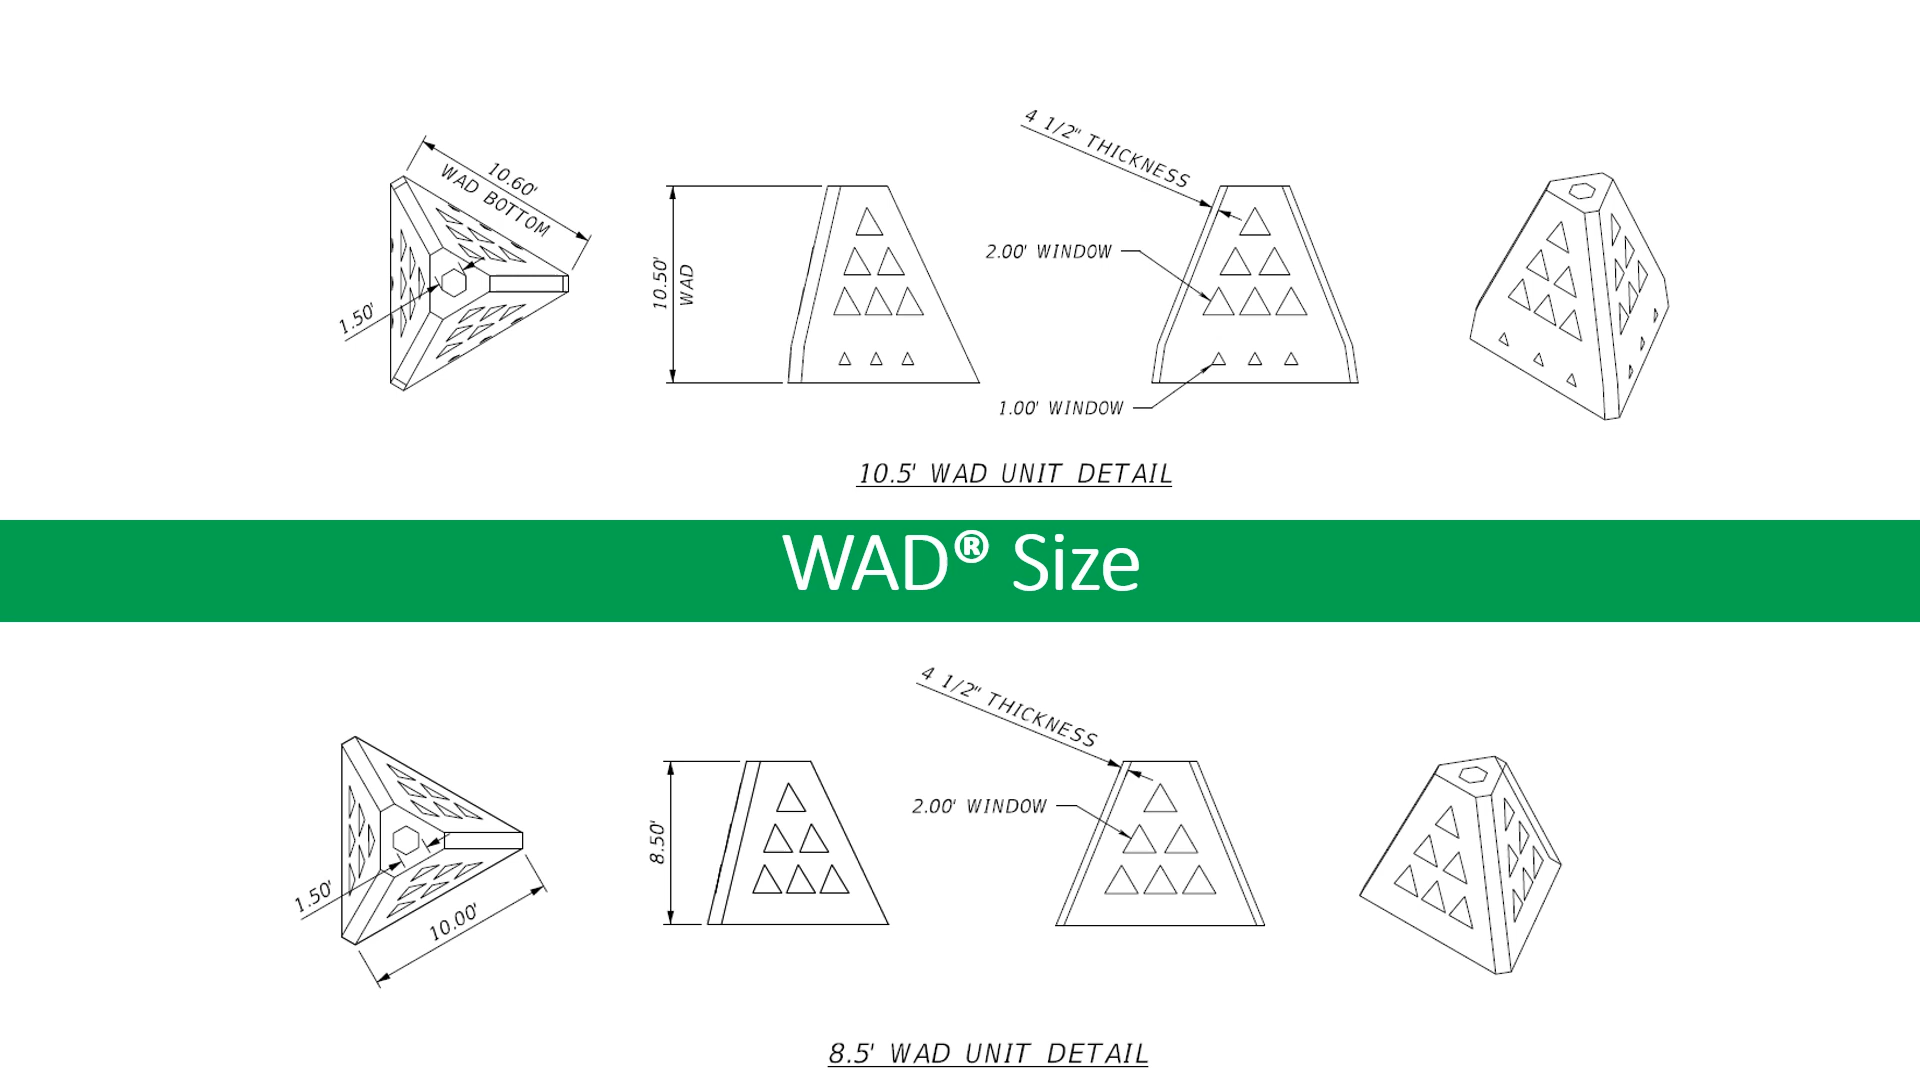 4 1/2" THICKNESS
10.60'
WAD BOTTOM
1.50'
10.50'
WAD
2.00' WINDOW
1.00' WINDOW
10.5' WAD UNIT DETAIL
WAD® Size
4 1/2" THICKNESS
2.00' WINDOW
8.50'
1.50'
10.00'
8.5' WAD UNIT DETAIL